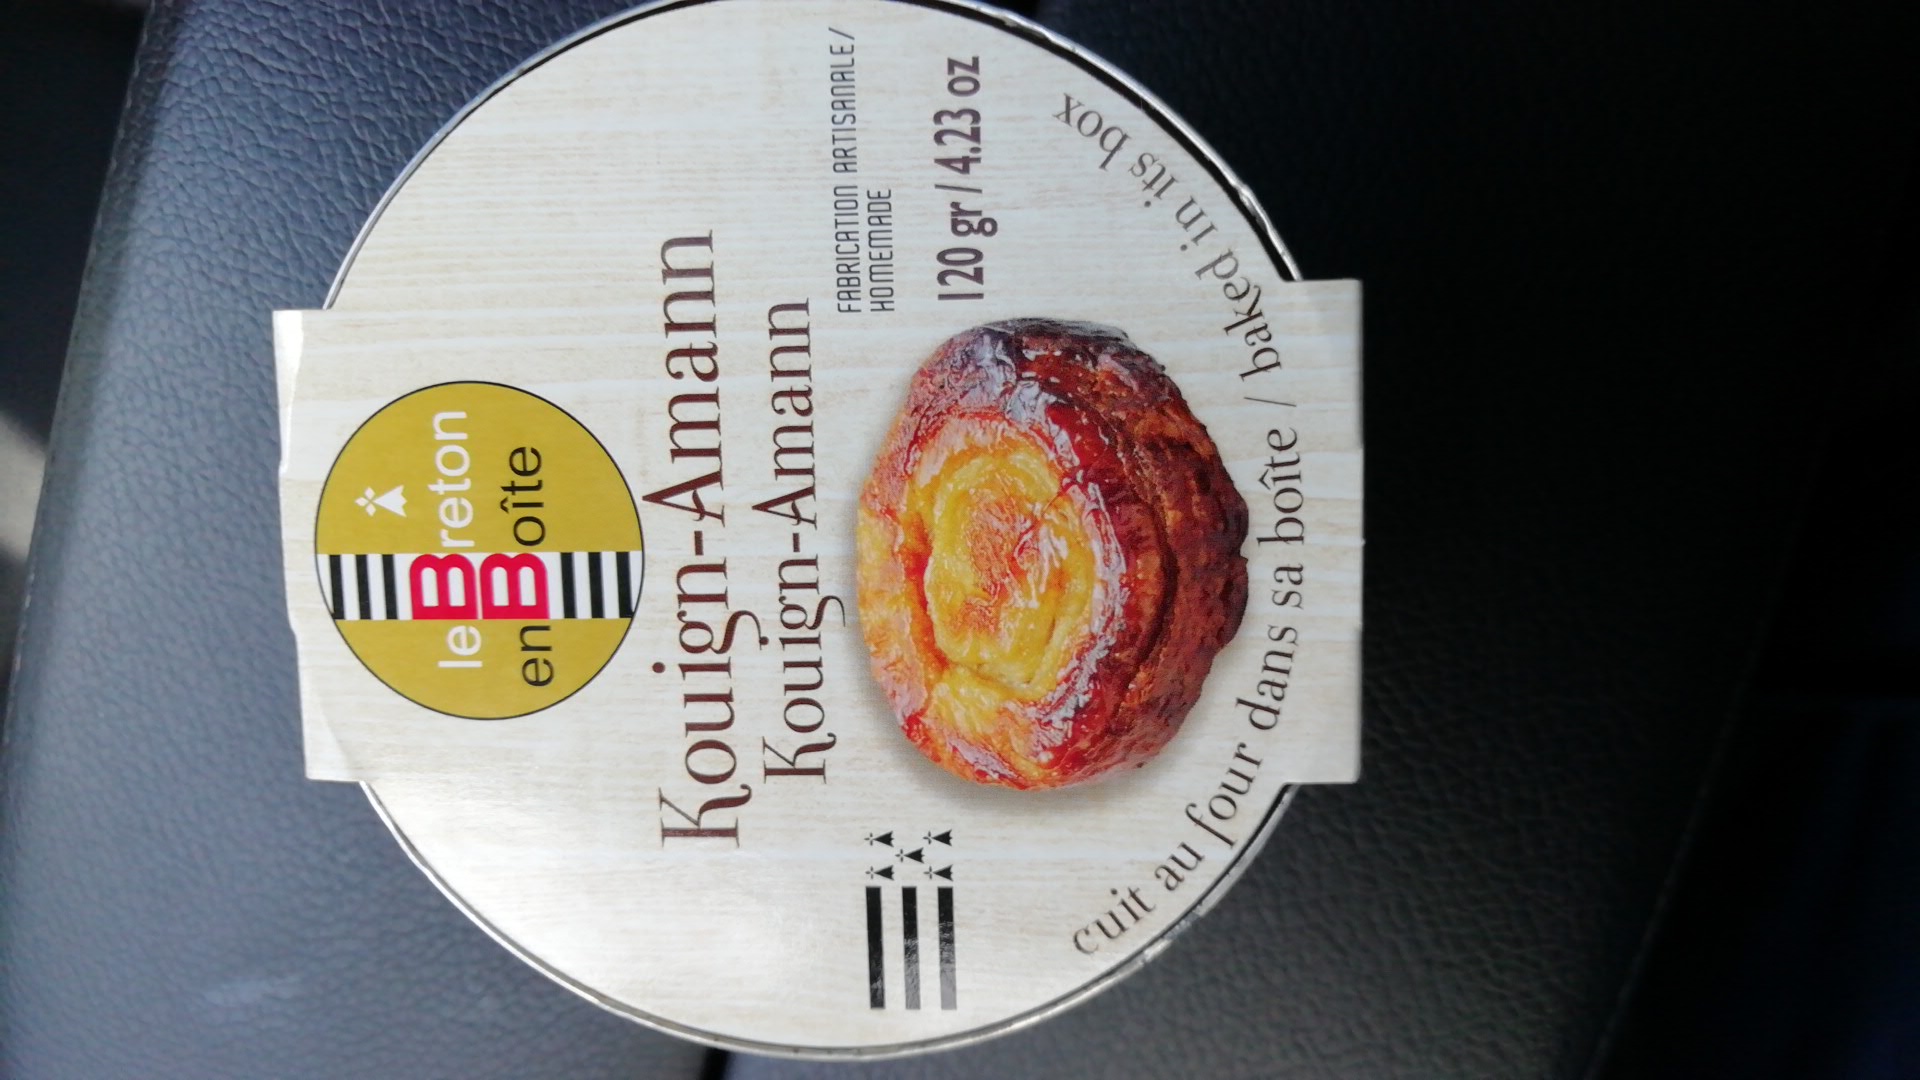 le Breton
en Boîte
Kouign-Amann
Kouign-Amann
FABRICATION ARTISANALE/
HOMEMADE
120 gr / 4.23 oz
cuit au four dans sa boîte / baked in its box